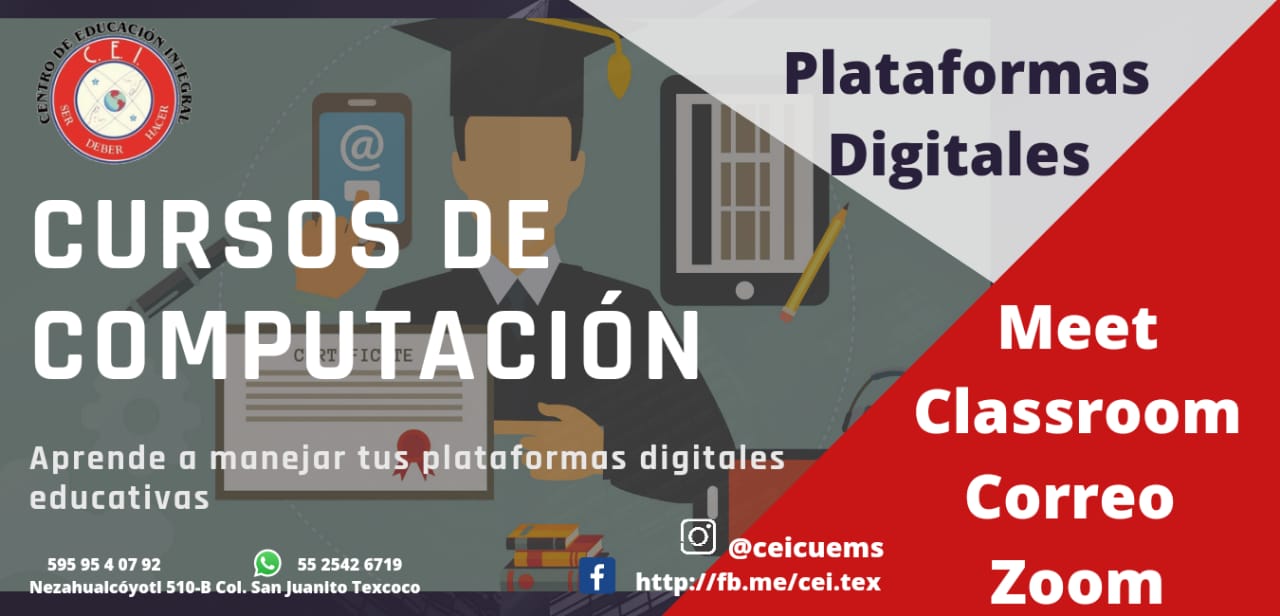 CENTRO DE EDUCACIÓN INTEGRAL
C. E. I.
SER DEBER HACER
Plataformas
Digitales
@
CURSOS DE
COMPUTACIÓN
CERTIFICATE
Aprende a manejar tus plataformas digitales
educativas
Meet
Classroom
Correo
Zoom
595 95 4 07 92
55 2542 6719
Nezahualcóyotl 510-B Col. San Juanito Texcoco
@ceicuems
http://fb.me/cei.tex